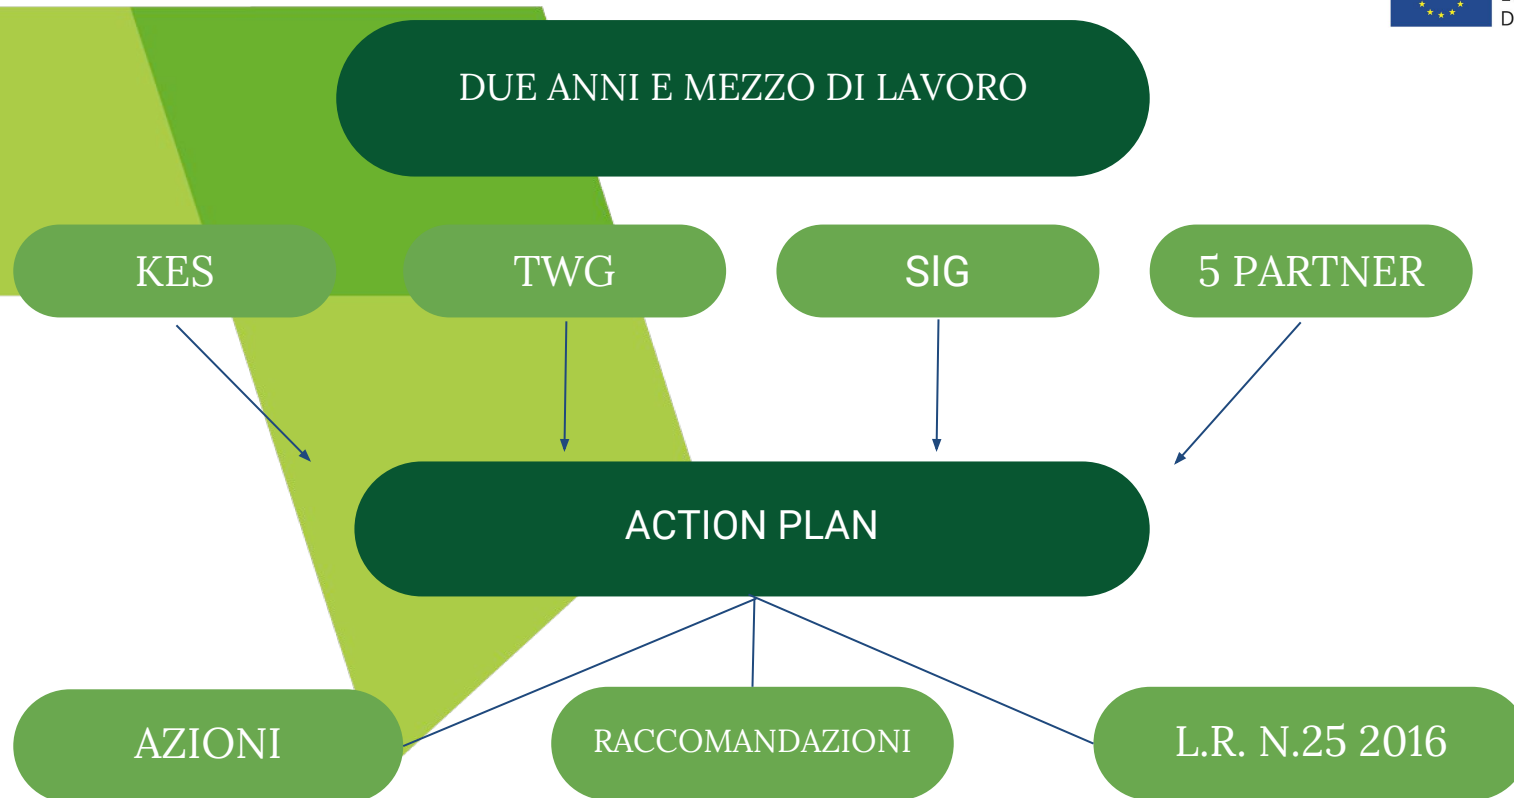 DUE ANNI E MEZZO DI LAVORO
KES
TWG
SIG
5 PARTNER
ACTION PLAN
AZIONI
RACCOMANDAZIONI
L.R. N.25 2016